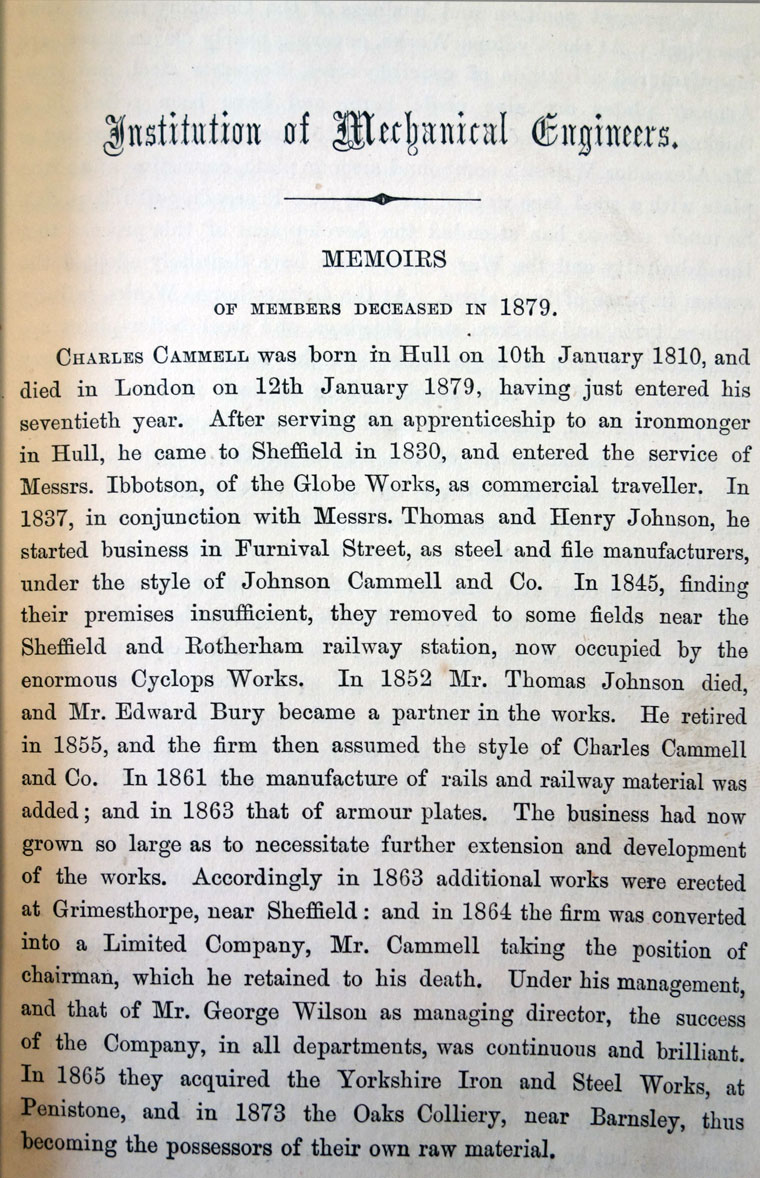 Institution of Mechanical Engineers.
MEMOIRS
OF MEMBERS DECEASED IN 1879.
CHARLES CAMMELL was born in Hull on 10th January 1810, and
died in London on 12th January 1879, having just entered his
seventieth year. After serving an apprenticeship to an ironmonger
in Hull, he came to Sheffield in 1830, and entered the service of
Messrs. Ibbotson, of the Globe Works, as commercial traveller. In
1837, in conjunction with Messrs. Thomas and Henry Johnson, he
started business in Furnival Street, as steel and file manufacturers,
under the style of Johnson Cammell and Co. In 1845, finding
their premises insufficient, they removed to some fields near the
Sheffield and Rotherham railway station, now occupied by the
enormous Cyclops Works. In 1852 Mr. Thomas Johnson died,
and Mr. Edward Bury became a partner in the works. He retired
in 1855, and the firm then assumed the style of Charles Cammell
and Co. In 1861 the manufacture of rails and railway material was
added; and in 1863 that of armour plates. The business had now
grown so large as to necessitate further extension and development
of the works. Accordingly in 1863 additional works were erected
at Grimesthorpe, near Sheffield: and in 1864 the firm was converted
into a Limited Company, Mr. Cammell taking the position of
chairman, which he retained to his death. Under his management,
and that of Mr. George Wilson as managing director, the success
of the Company, in all departments, was continuous and brilliant.
In 1865 they acquired the Yorkshire Iron and Steel Works, at
Penistone, and in 1873 the Oaks Colliery, near Barnsley, thus
becoming the possessors of their own raw material.